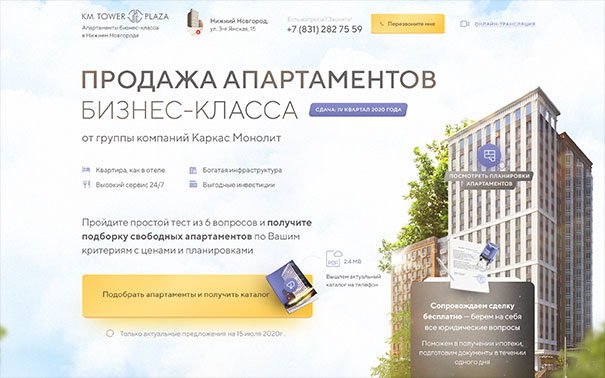 KM TOWER PLAZA
Апартаменты бизнес-класса
в Нижнем Новгороде
Нижний Новгород,
ул. 3-я Ямская, 15
Есть вопросы? Звоните!
+7 (831) 282 75 59
Перезвоните мне
ОНЛАЙН-ТРАНСЛЯЦИЯ
ПРОДАЖА АПАРТАМЕНТОВ
БИЗНЕС-КЛАССА
СДАЧА: IV КВАРТАЛ 2020 ГОДА
от группы компаний Каркас Монолит
Квартира, как в отеле
Богатая инфраструктура
Высокий сервис 24/7
Выгодные инвестиции
ПОСМОТРЕТЬ ПЛАНИРОВКИ
АПАРТАМЕНТОВ
Пройдите простой тест из 6 вопросов и получите
подборку свободных апартаментов по Вашим
критериям с ценами и планировками
PDF
2.4 MB
Вышлем актуальный
каталог на телефон
Подобрать апартаменты и получить каталог
Только актуальные предложения на 15 июля 2020г.
Сопровождаем сделку
бесплатно — берем на себя
все юридические вопросы
Поможем в получении ипотеки,
подготовим документы в течении
одного дня